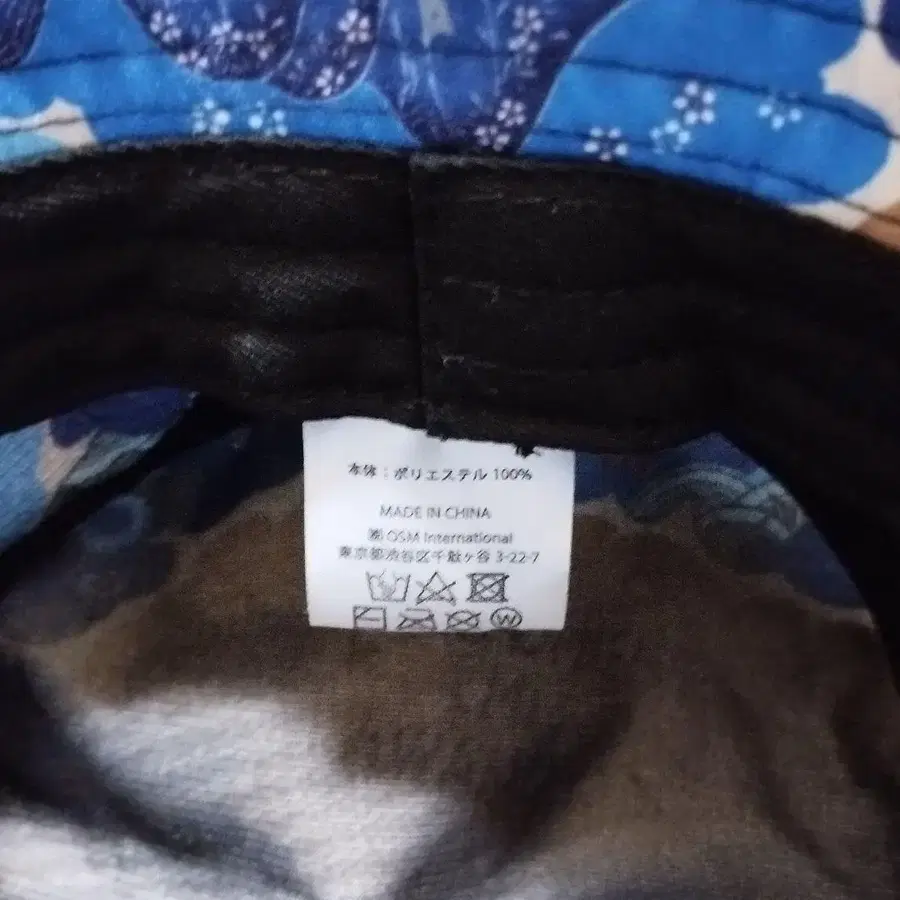 本体：ポリエステル 100%
MADE IN CHINA
㈱ OSM International
東京都渋谷区千駄ヶ谷 3-22-7
W